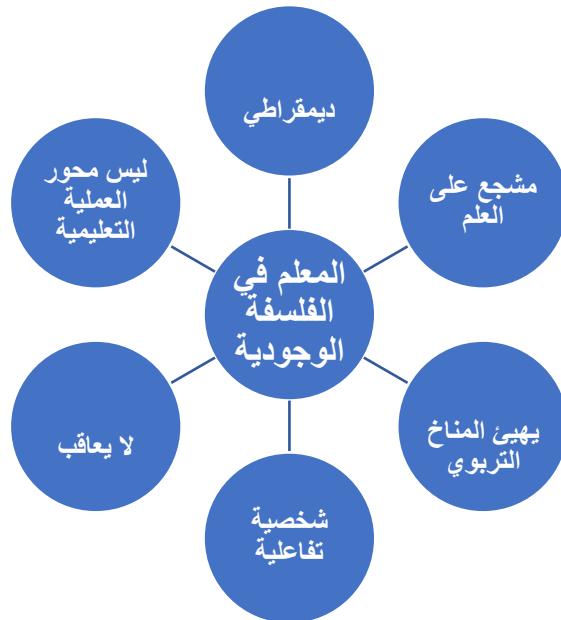 ديمقراطي
مشجع على
العلم
يهيئ المناخ
التربوي
شخصية
تفاعلية
لا يعاقب
ليس محور
العملية
التعليمية
المعلم في
الفلسفة
الوجودية